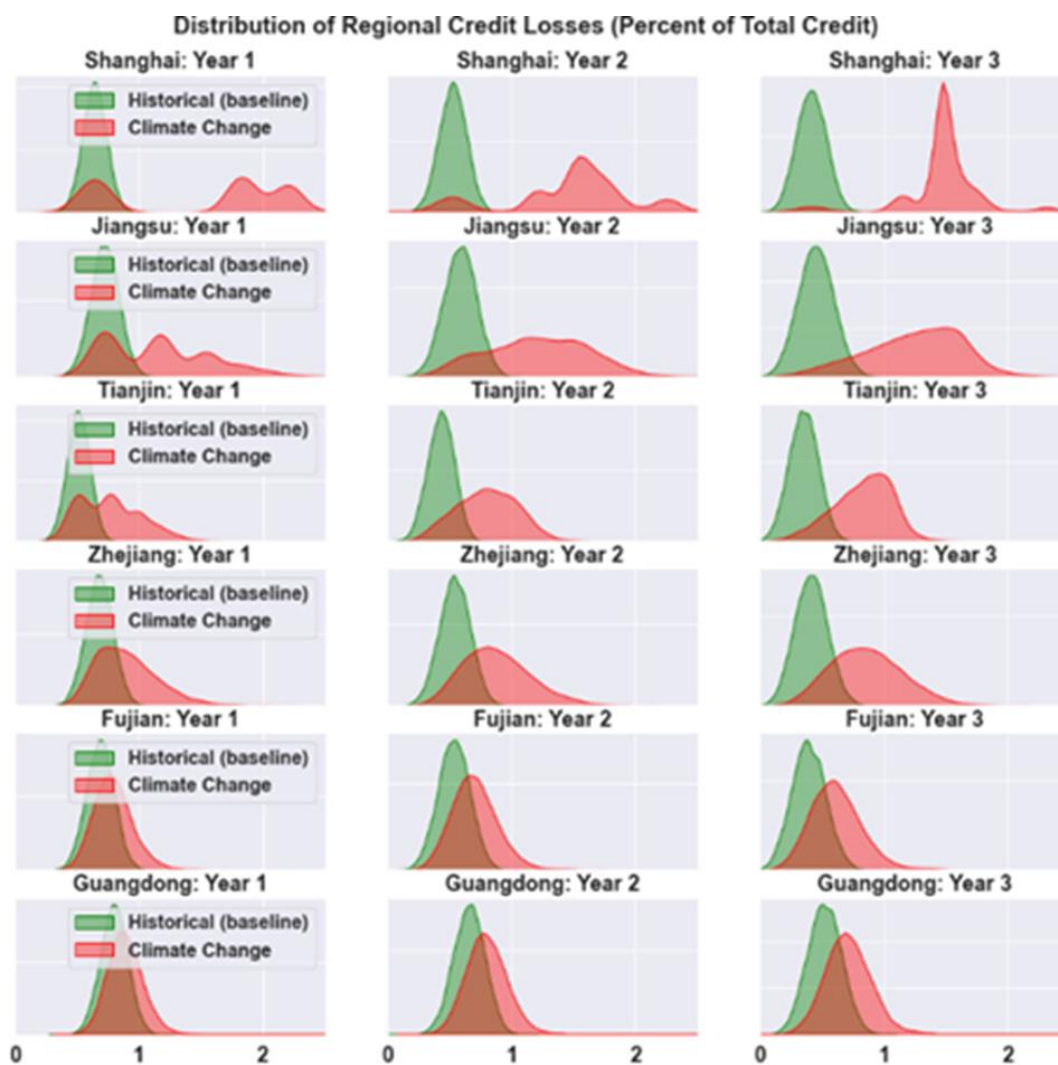 Distribution of Regional Credit Losses (Percent of Total Credit)
Shanghai: Year 1
Shanghai: Year 2
Shanghai: Year 3
Historical (baseline)
Climate Change
Jiangsu: Year 1
Jiangsu: Year 2
Jiangsu: Year 3
Historical (baseline)
Climate Change
Tianjin: Year 1
Tianjin: Year 2
Tianjin: Year 3
Historical (baseline)
Climate Change
Zhejiang: Year 1
Zhejiang: Year 2
Zhejiang: Year 3
Historical (baseline)
Climate Change
Fujian: Year 1
Fujian: Year 2
Fujian: Year 3
Historical (baseline)
Climate Change
Guangdong: Year 1
Guangdong: Year 2
Guangdong: Year 3
Historical (baseline)
Climate Change
0 1 2
0 1 2
0 1 2